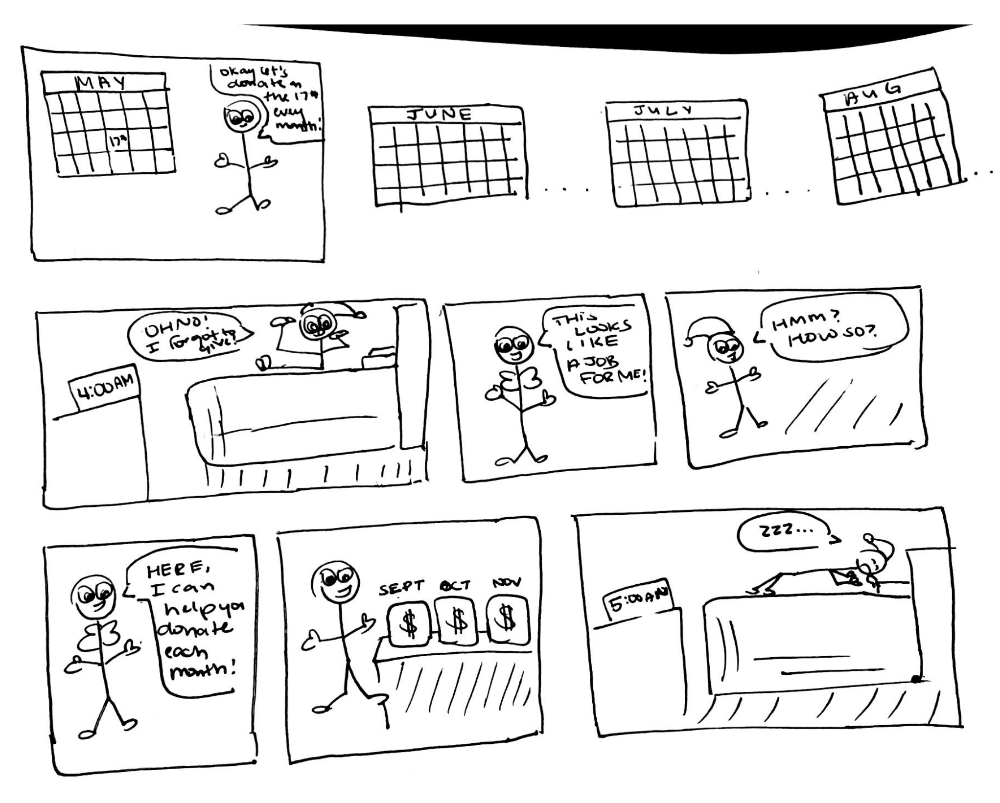 MAY
17th
okay let's
donate on
the 17th
every
month!
JUNE
....
JULY
....
AUG
...
OH NO!
I forgot to
give!
4:00AM
THIS
LOOKS
LIKE
A JOB
FOR ME!
HMM?
HOW SO?
HERE,
I can
help you
donate
each
month!
SEPT OCT NOV
$ $ $
ZZZ...
5:00AM